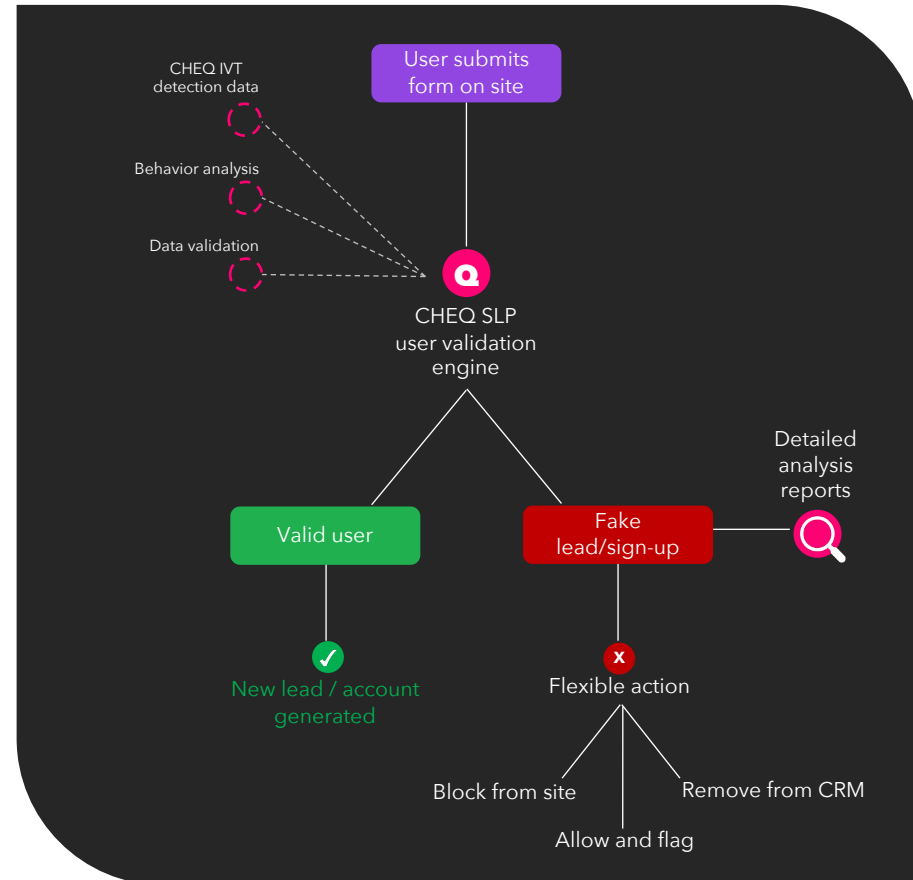 User submits
form on site
CHEQ IVT
detection data
Behavior analysis
Data validation
Q
CHEQ SLP
user validation
engine
Detailed
analysis
reports
Valid user
Fake
lead/sign-up
X
New lead / account
generated
Flexible action
Block from site
Remove from CRM
Allow and flag